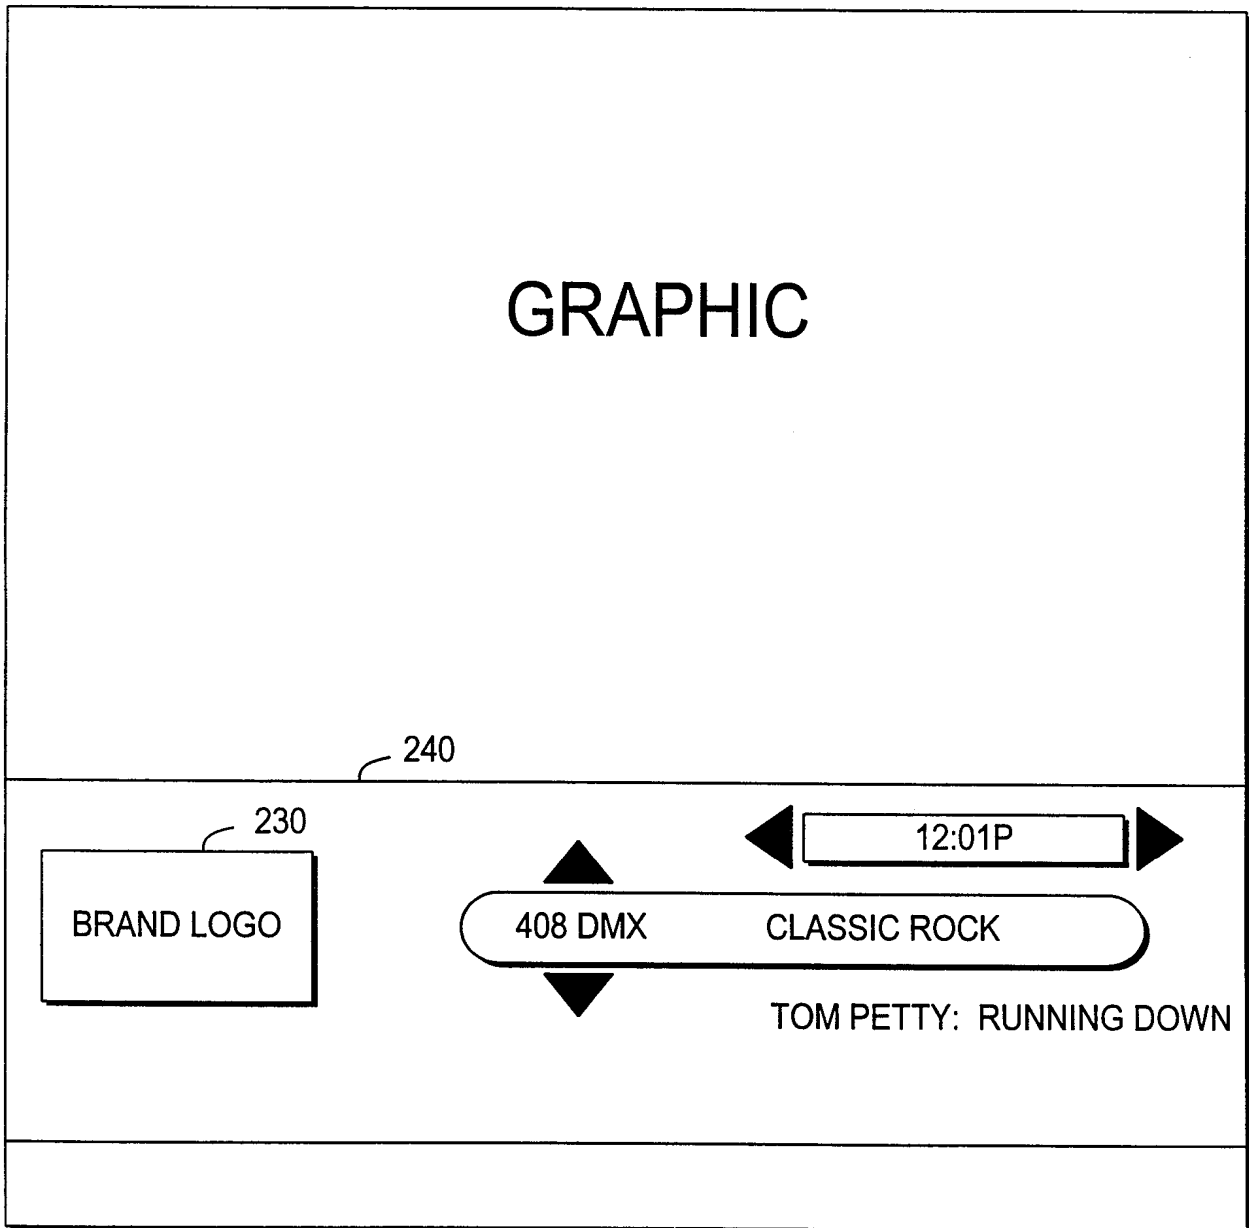 GRAPHIC
240
230
12:01P
BRAND LOGO
408 DMX CLASSIC ROCK
TOM PETTY: RUNNING DOWN